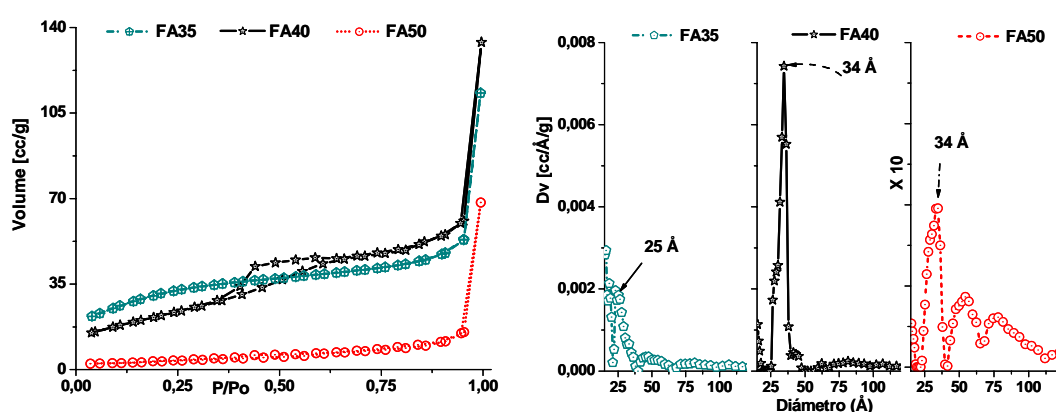 FA35 FA40 FA50
140
105
70
35
0
Volume [cc/g]
0,00 0,25 0,50 0,75 1,00
P/Po
FA35 FA40 FA50
0,008
0,006
0,004
0,002
0,000
Dv [cc/Å/g]
25 Å
34 Å
34 Å
X 10
25 50 75 100 25 50 75 100 25 50 75 100
Diámetro (Å)